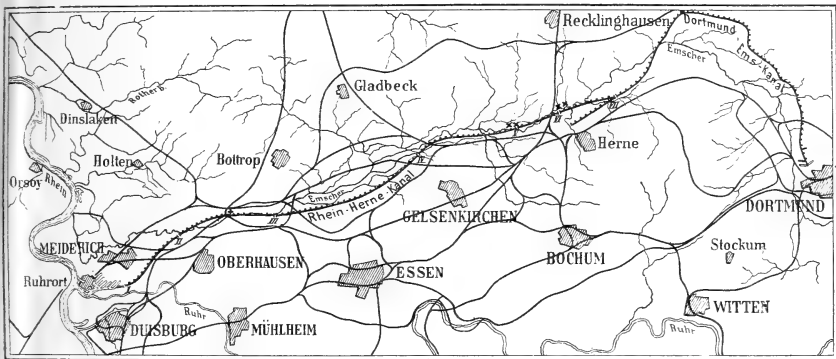 Recklinghausen
Dortmund-
Ems-Kanal
Emscher
Gladbeck
Rotherb.
Dinslaken
Holten
Bottrop
Herne
Orsoy
Rhein
Emscher
Rhein-Herne-Kanal
GELSENKIRCHEN
DORTMUND
MEIDERICH
OBERHAUSEN
ESSEN
BOCHUM
Stockum
Ruhrort
WITTEN
Ruhr
DUISBURG
MÜHLHEIM
Ruhr